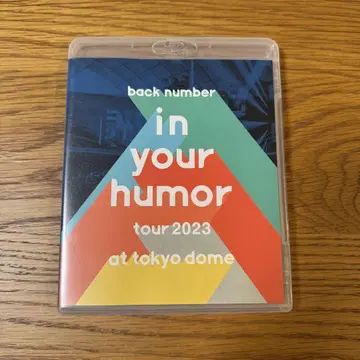 back number
in
your
humor
tour 2023
at tokyo dome